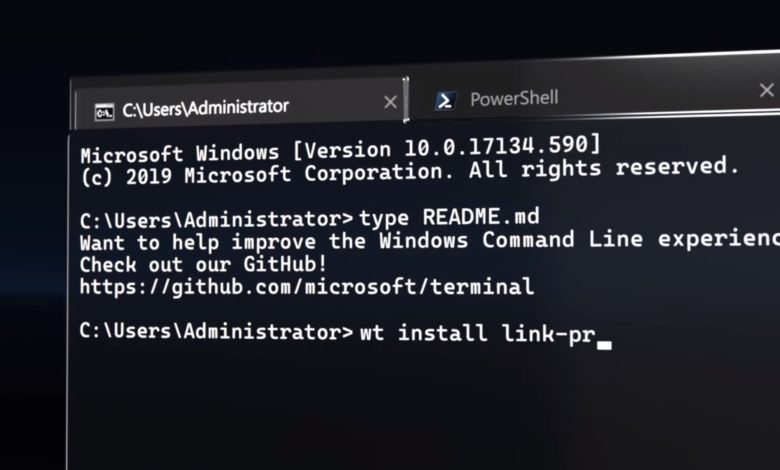 C:\Users\Administrator
PowerShell
Microsoft Windows [Version 10.0.17134.590]
(c) 2019 Microsoft Corporation. All rights reserved.
C:\Users\Administrator>type README.md
Want to help improve the Windows Command Line experienc
Check out our GitHub!
https://github.com/microsoft/terminal
C:\Users\Administrator>wt install link-pr